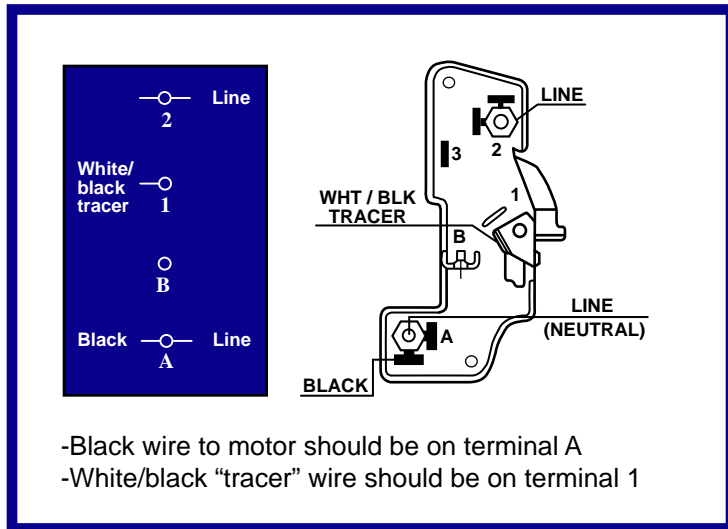 Line
2
White/
black
tracer
1
B
Black
Line
A
LINE
2
3
1
WHT / BLK
TRACER
B
LINE
(NEUTRAL)
A
BLACK
-Black wire to motor should be on terminal A
-White/black “tracer” wire should be on terminal 1